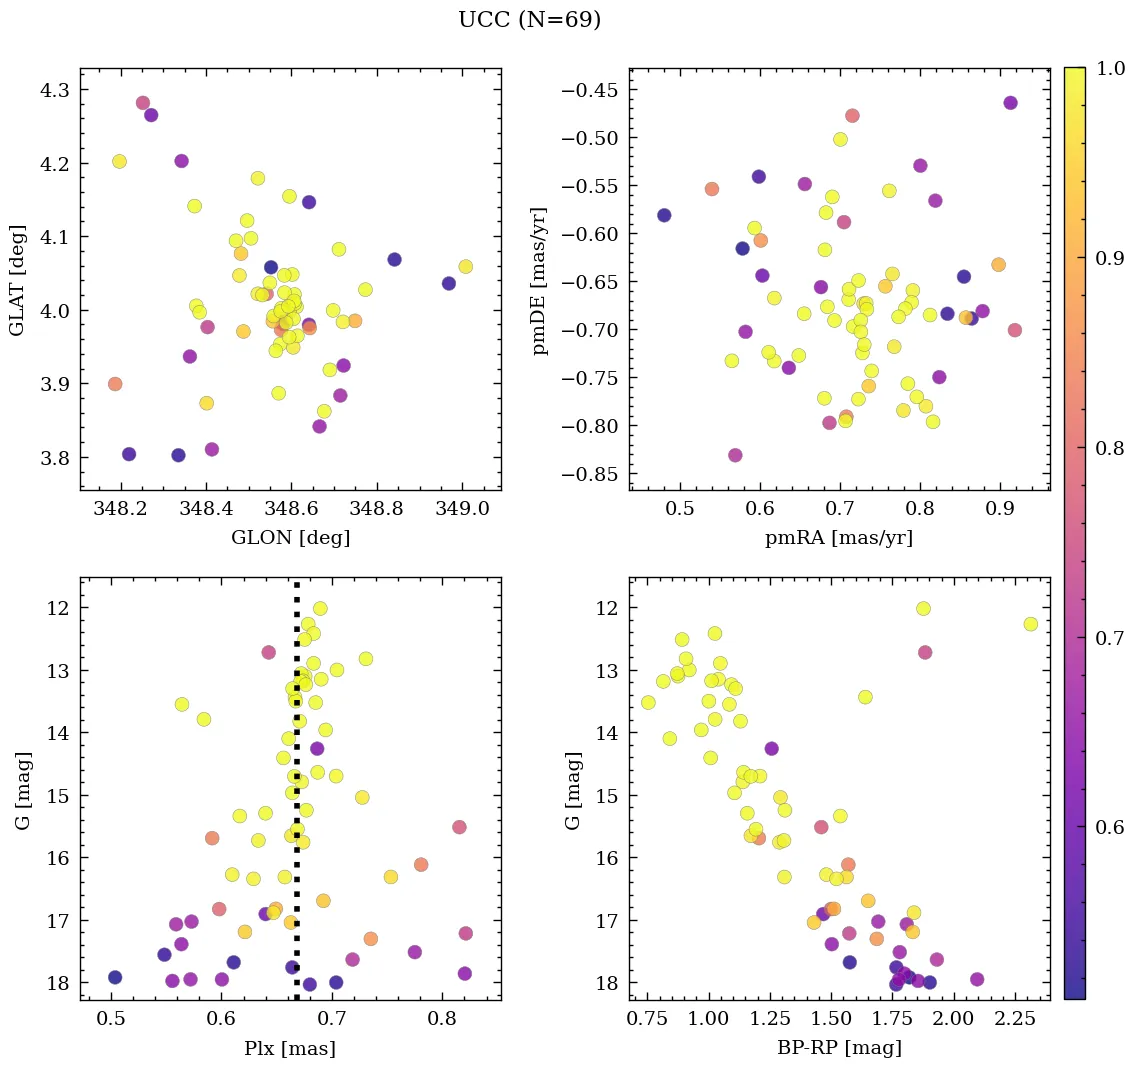 UCC (N=69)
4.3
4.2
4.1
4.0
3.9
3.8
GLAT [deg]
348.2 348.4 348.6 348.8 349.0
GLON [deg]
−0.45
−0.50
−0.55
−0.60
−0.65
−0.70
−0.75
−0.80
−0.85
pmDE [mas/yr]
0.5 0.6 0.7 0.8 0.9
pmRA [mas/yr]
1.0
0.9
0.8
0.7
0.6
12
13
14
15
16
17
18
G [mag]
0.5 0.6 0.7 0.8
Plx [mas]
12
13
14
15
16
17
18
G [mag]
0.75 1.00 1.25 1.50 1.75 2.00 2.25
BP-RP [mag]